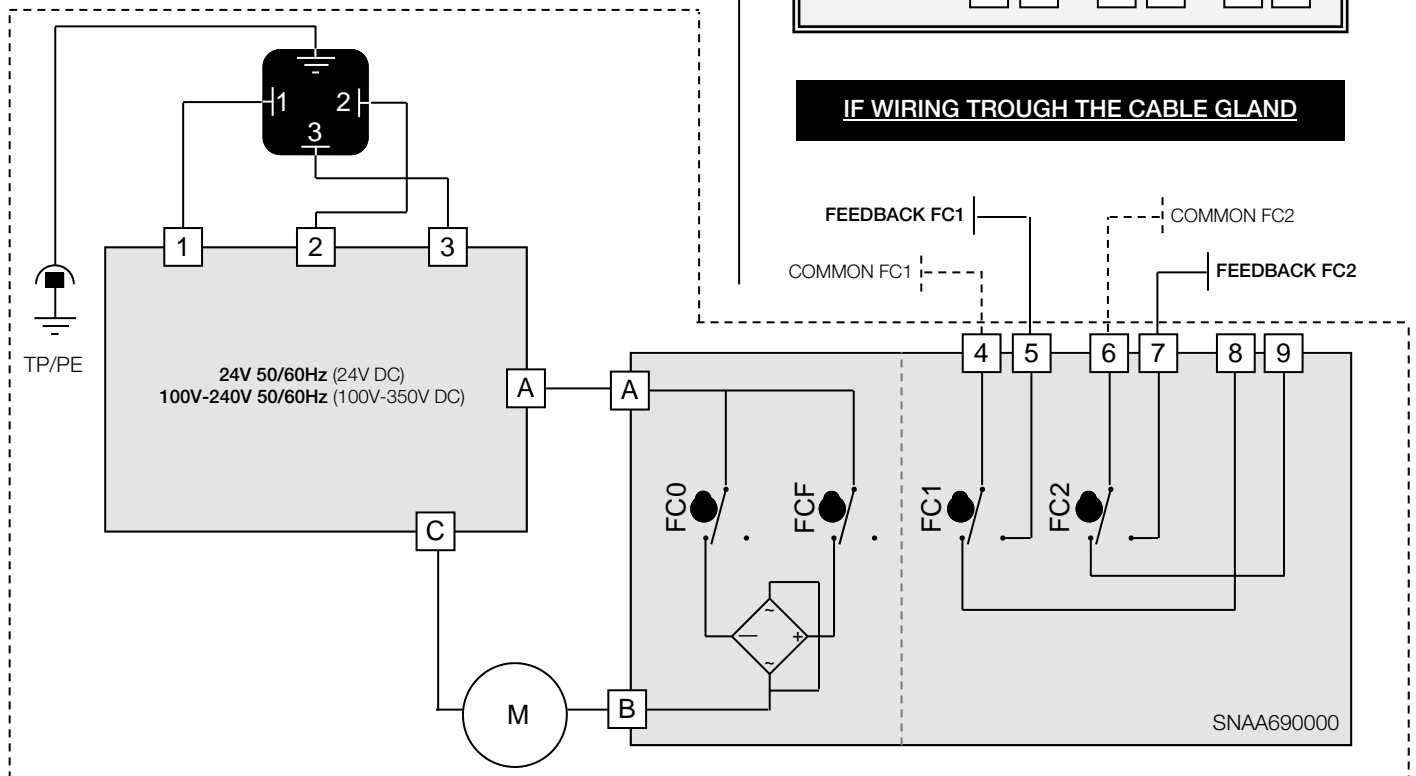 IF WIRING TROUGH THE CABLE GLAND
1
2
3
FEEDBACK FC1
COMMON FC2
COMMON FC1
FEEDBACK FC2
1
2
3
TP/PE
4
5
6
7
8
9
24V 50/60Hz (24V DC)
100V-240V 50/60Hz (100V-350V DC)
A
A
FC0
FCF
FC1
FC2
C
~
— +
~
M
B
SNAA690000